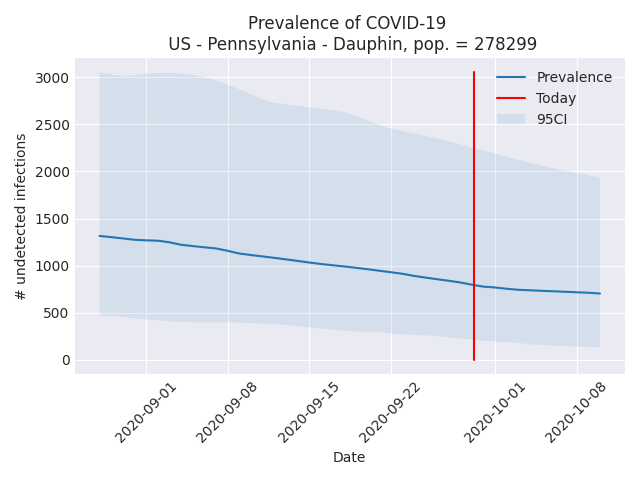 Prevalence of COVID-19
US - Pennsylvania - Dauphin, pop. = 278299
Prevalence
Today
95CI
# undetected infections
3000
2500
2000
1500
1000
500
0
2020-09-01
2020-09-08
2020-09-15
2020-09-22
2020-10-01
2020-10-08
Date